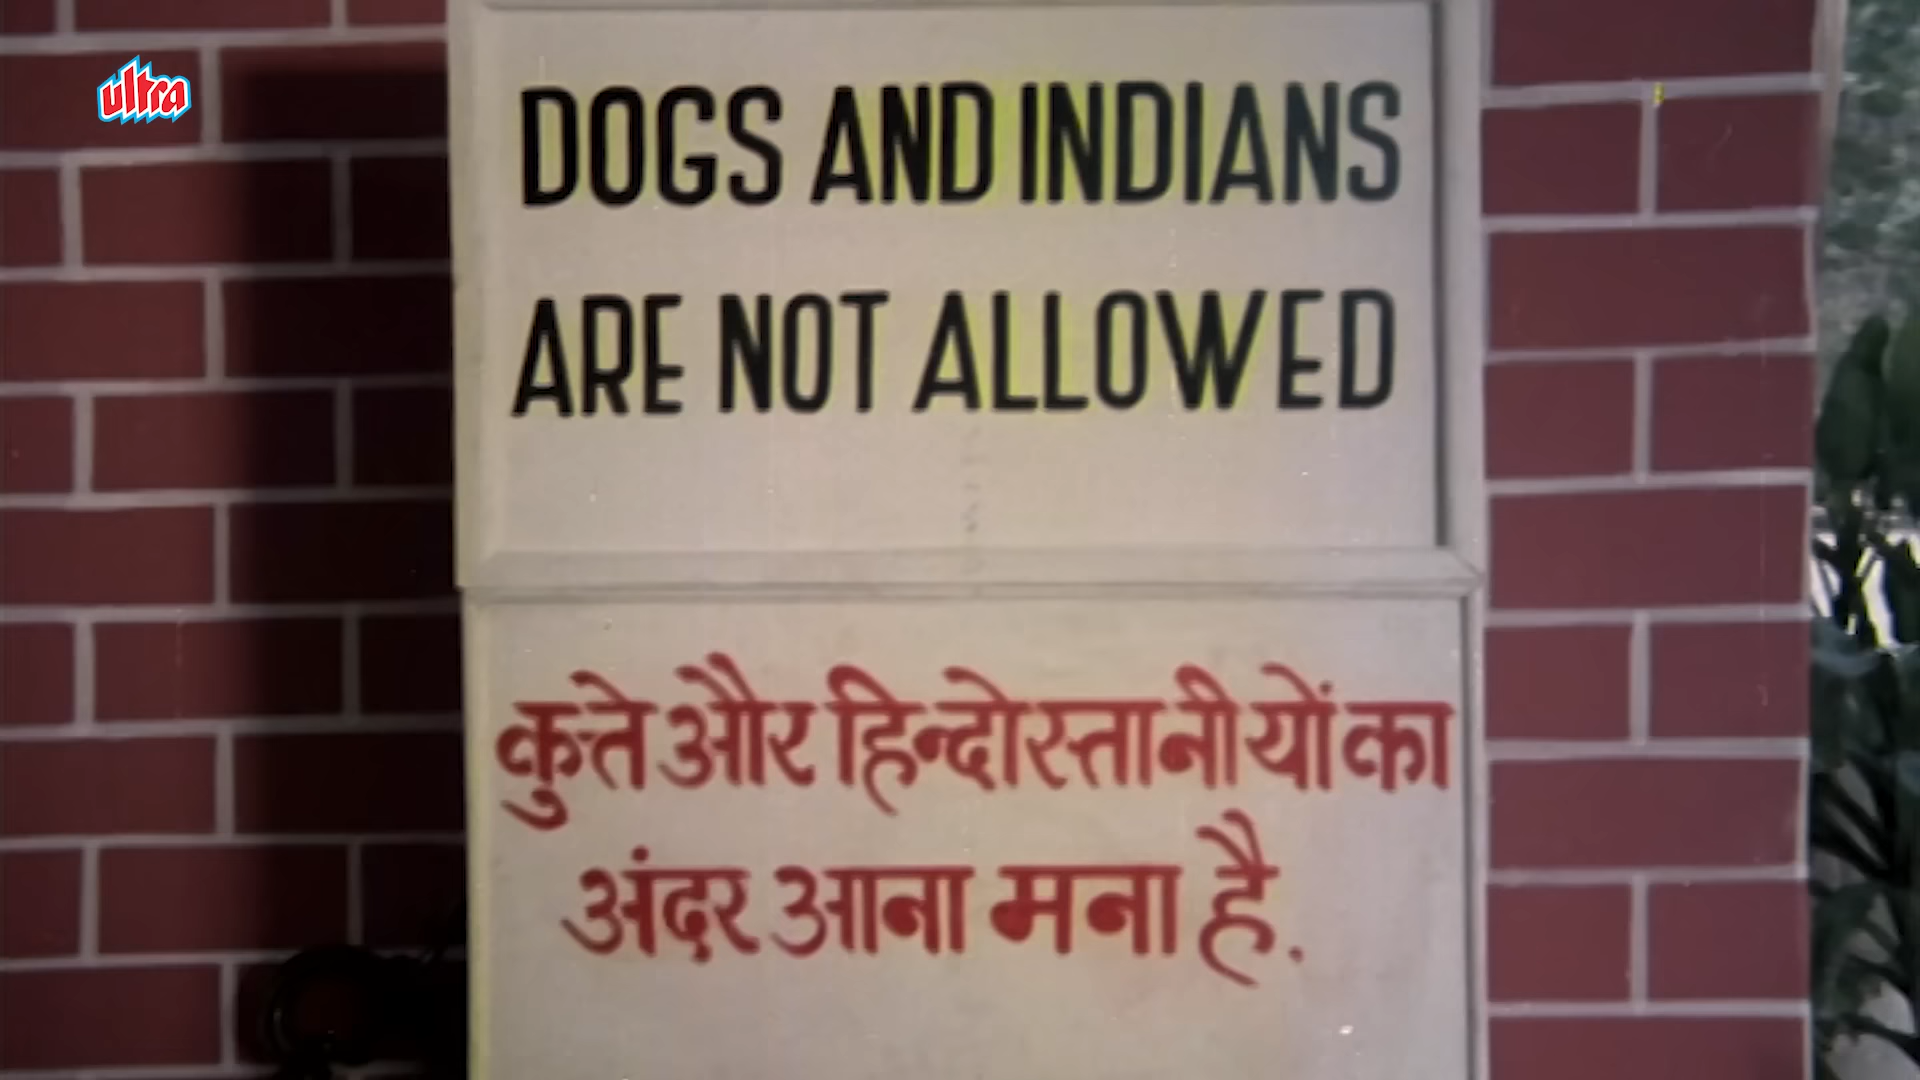 ultra
DOGS AND INDIANS
ARE NOT ALLOWED
कुत्ते और हिन्दोस्तानीयों का
अंदर आना मना है.